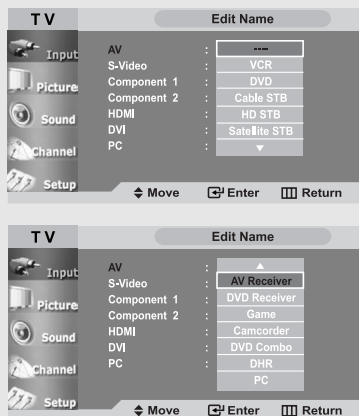 TV Edit Name
Input
Picture
Sound
Channel
Setup
AV : ----
S-Video : VCR
Component 1 : DVD
Component 2 : Cable STB
HDMI : HD STB
DVI : Satellite STB
PC : ▼
Move Enter Return
TV Edit Name
Input
Picture
Sound
Channel
Setup
AV : ▲
S-Video : AV Receiver
Component 1 : DVD Receiver
Component 2 : Game
HDMI : Camcorder
DVI : DVD Combo
PC : DHR
PC
Move Enter Return